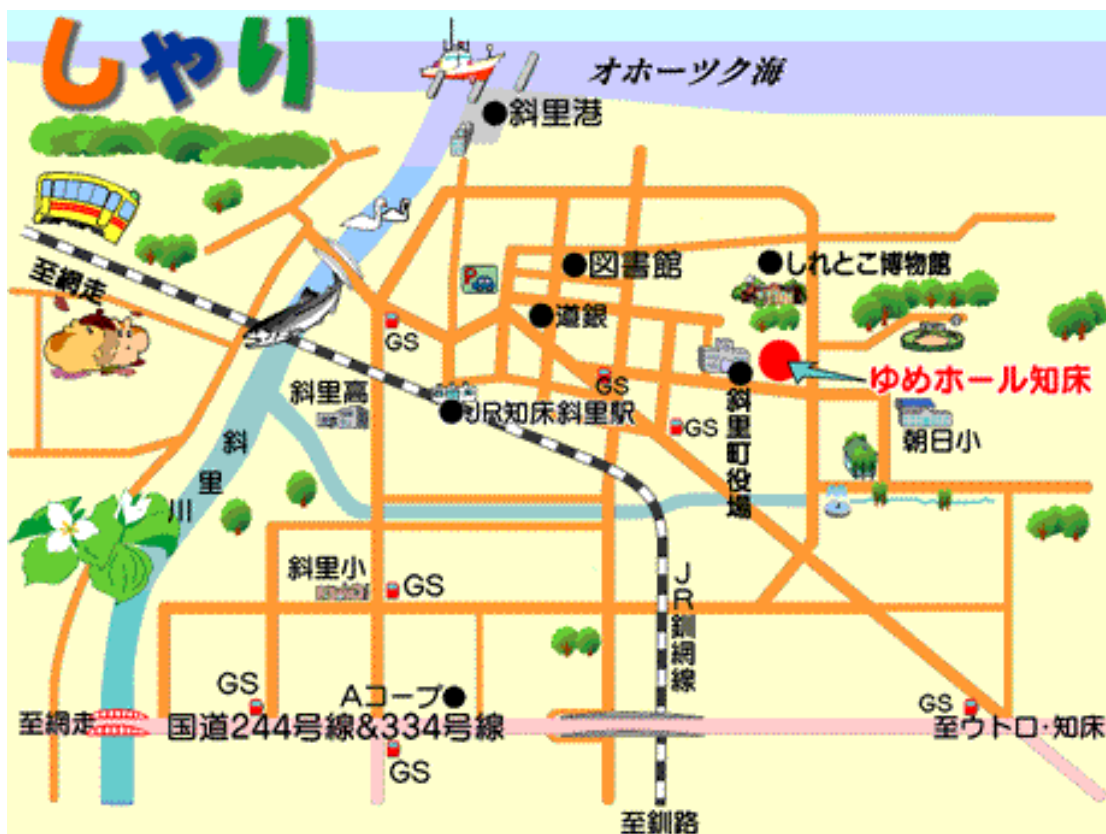 しゃり
オホーツク海
斜里港
至網走
P
図書館
しれとこ博物館
道銀
GS
GS
ゆめホール知床
斜里高
JR知床斜里駅
GS
斜里町役場
朝日小
斜里川
斜里小
GS
JR釧網線
GS
Aコープ
GS
至網走
国道244号線&334号線
至ウトロ・知床
GS
至釧路